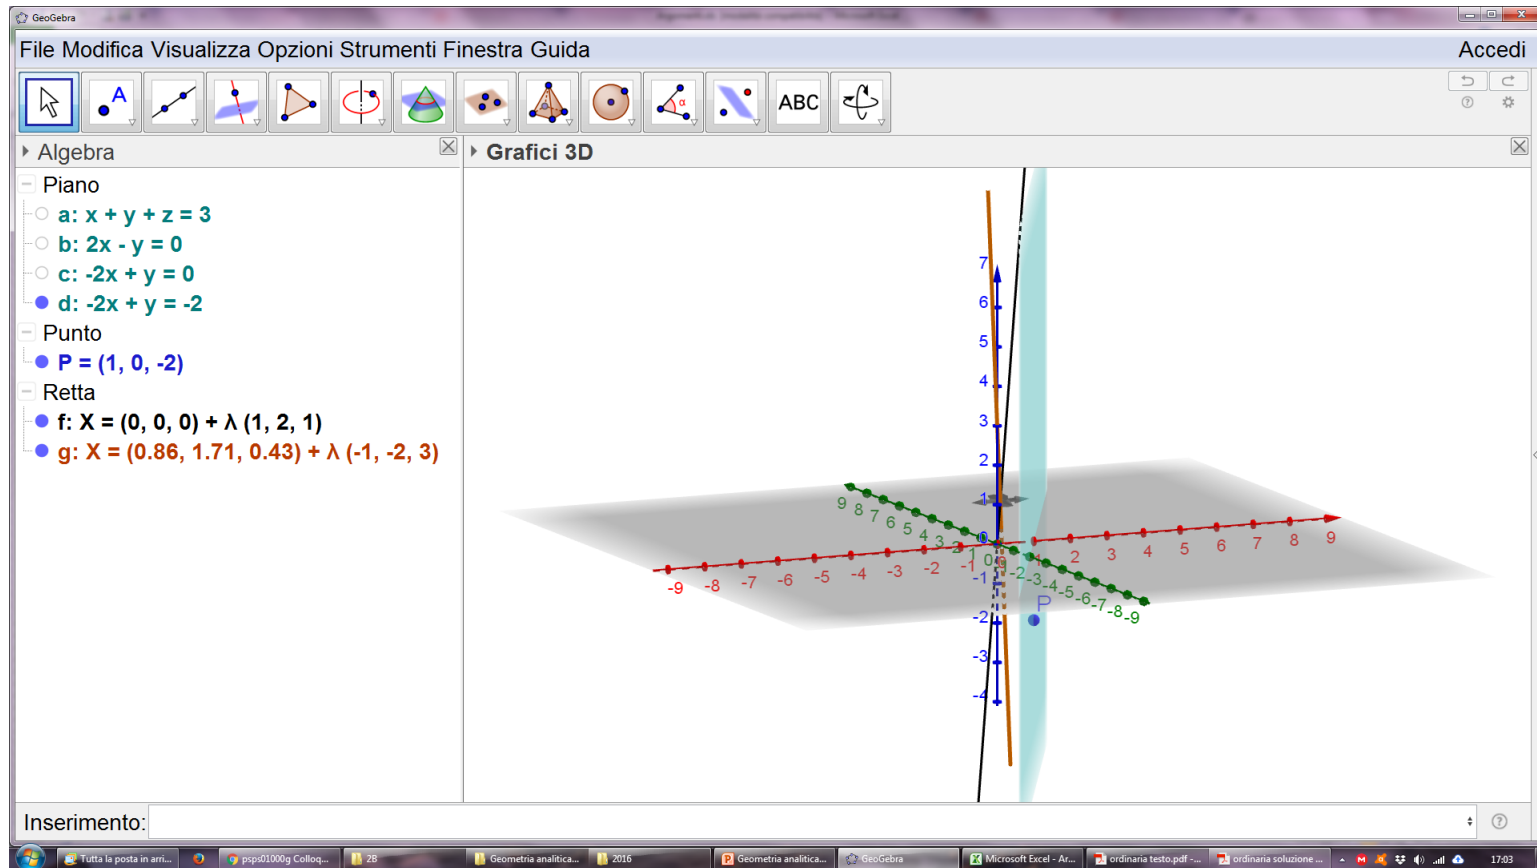 GeoGebra
File Modifica Visualizza Opzioni Strumenti Finestra Guida
Accedi
A
α
ABC
Algebra
Grafici 3D
Piano
a: x + y + z = 3
b: 2x - y = 0
c: -2x + y = 0
d: -2x + y = -2
Punto
P = (1, 0, -2)
Retta
f: X = (0, 0, 0) + λ (1, 2, 1)
g: X = (0.86, 1.71, 0.43) + λ (-1, -2, 3)
7
6
5
4
3
2
1
0
-1
-2
-3
-4
9 8 7 6 5 4 3 2 1 0 -2 -3 -4 -5 -6 -7 -8 -9
-9 -8 -7 -6 -5 -4 -3 -2 -1 0 1 2 3 4 5 6 7 8 9
P
Inserimento:
Tutta la posta in arri...
psps01000g Colloq...
2B
Geometria analitica...
2016
Geometria analitica...
GeoGebra
Microsoft Excel - Ar...
ordinaria testo.pdf -...
ordinaria soluzione ...
17:03